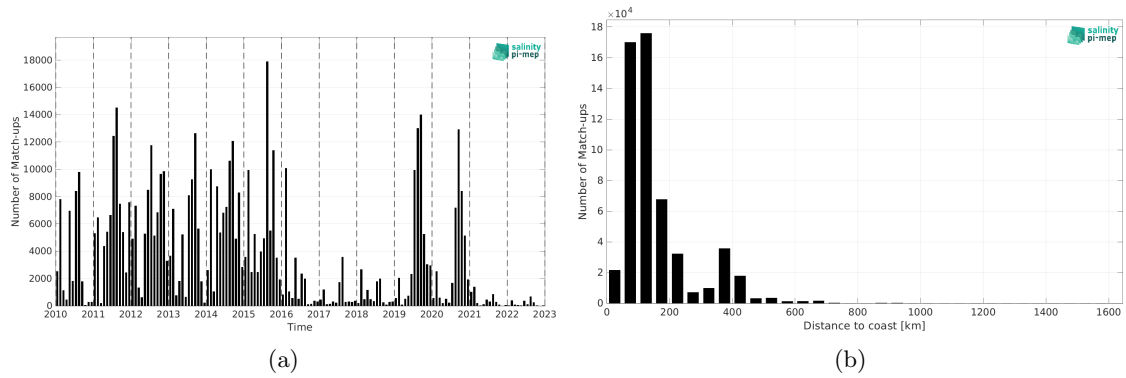 salinity
pi-mep
Number of Match-ups
18000
16000
14000
12000
10000
8000
6000
4000
2000
0
2010 2011 2012 2013 2014 2015 2016 2017 2018 2019 2020 2021 2022 2023
Time
(a)
×10⁴
salinity
pi-mep
Number of Match-ups
18
16
14
12
10
8
6
4
2
0
0 200 400 600 800 1000 1200 1400 1600
Distance to coast [km]
(b)